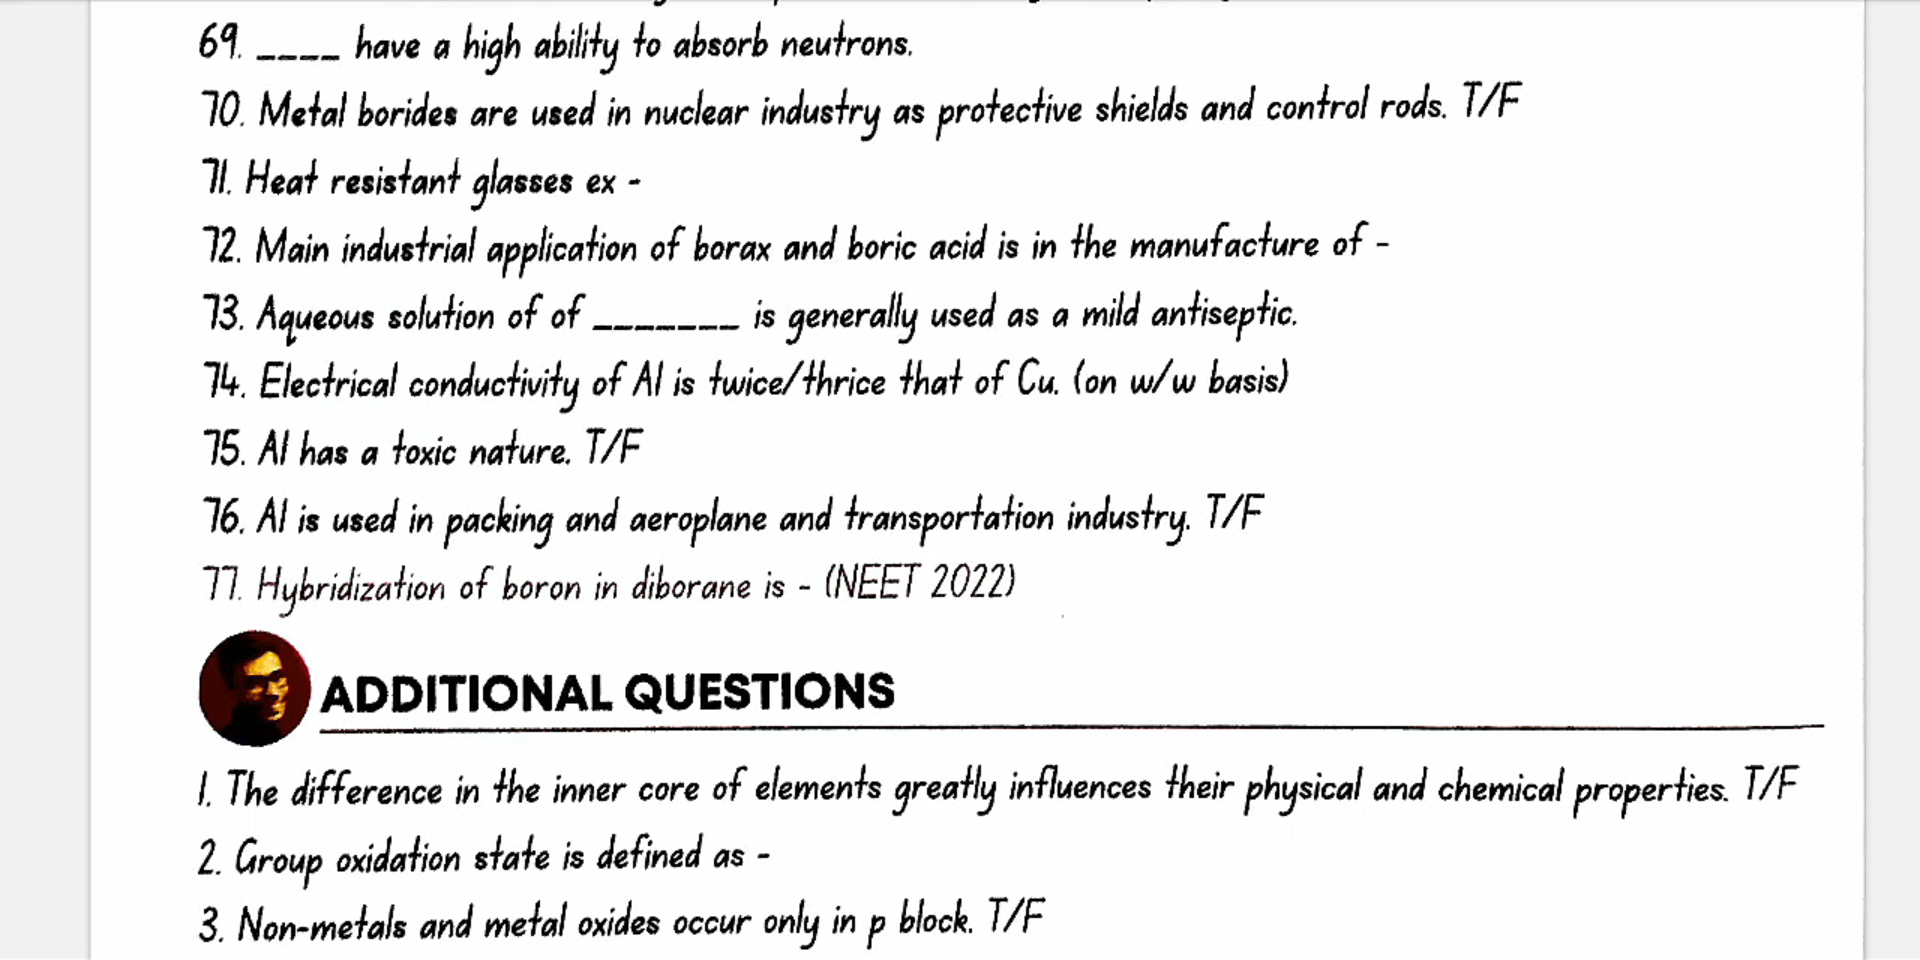 69. ____ have a high ability to absorb neutrons.
70. Metal borides are used in nuclear industry as protective shields and control rods. T/F
71. Heat resistant glasses ex -
72. Main industrial application of borax and boric acid is in the manufacture of -
73. Aqueous solution of of _______ is generally used as a mild antiseptic.
74. Electrical conductivity of Al is twice/thrice that of Cu. (on w/w basis)
75. Al has a toxic nature. T/F
76. Al is used in packing and aeroplane and transportation industry. T/F
77. Hybridization of boron in diborane is - (NEET 2022)
ADDITIONAL QUESTIONS
1. The difference in the inner core of elements greatly influences their physical and chemical properties. T/F
2. Group oxidation state is defined as -
3. Non-metals and metal oxides occur only in p block. T/F